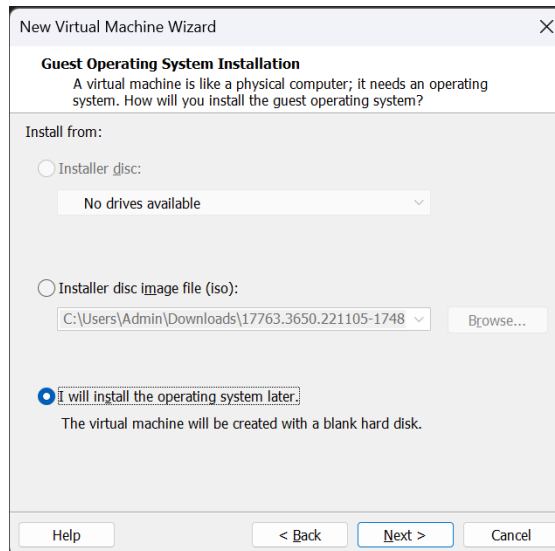 New Virtual Machine Wizard
Guest Operating System Installation
A virtual machine is like a physical computer; it needs an operating
system. How will you install the guest operating system?
Install from:
Installer disc:
No drives available
Installer disc image file (iso):
C:\Users\Admin\Downloads\17763.3650.221105-1748
Browse...
I will install the operating system later.
The virtual machine will be created with a blank hard disk.
Help < Back Next > Cancel